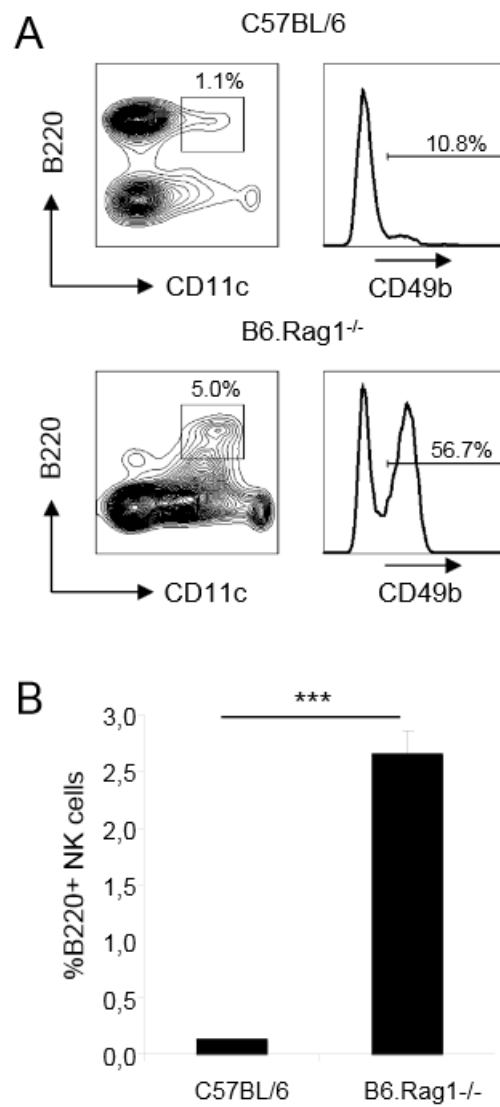 A
C57BL/6
1.1%
B220
CD11c
10.8%
CD49b
B6.Rag1-/-
5.0%
B220
CD11c
56.7%
CD49b
B
***
%B220+ NK cells
3,0
2,5
2,0
1,5
1,0
0,5
0,0
C57BL/6
B6.Rag1-/-